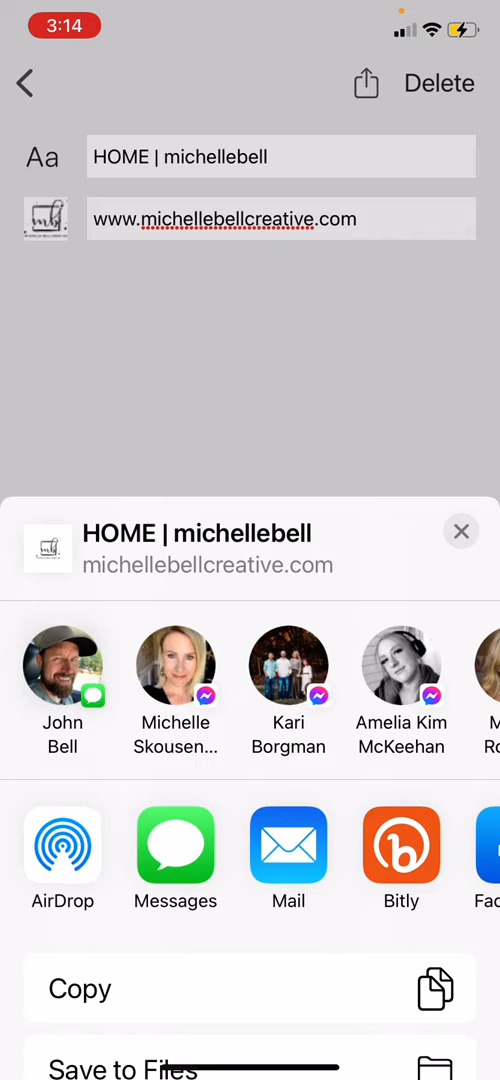 3:14
Delete
Aa HOME | michellebell
www.michellebellcreative.com
HOME | michellebell
michellebellcreative.com
John
Bell
Michelle
Skousen...
Kari
Borgman
Amelia Kim
McKeehan
M
Ro
AirDrop
Messages
Mail
Bitly
Fac
Copy
Save to Files